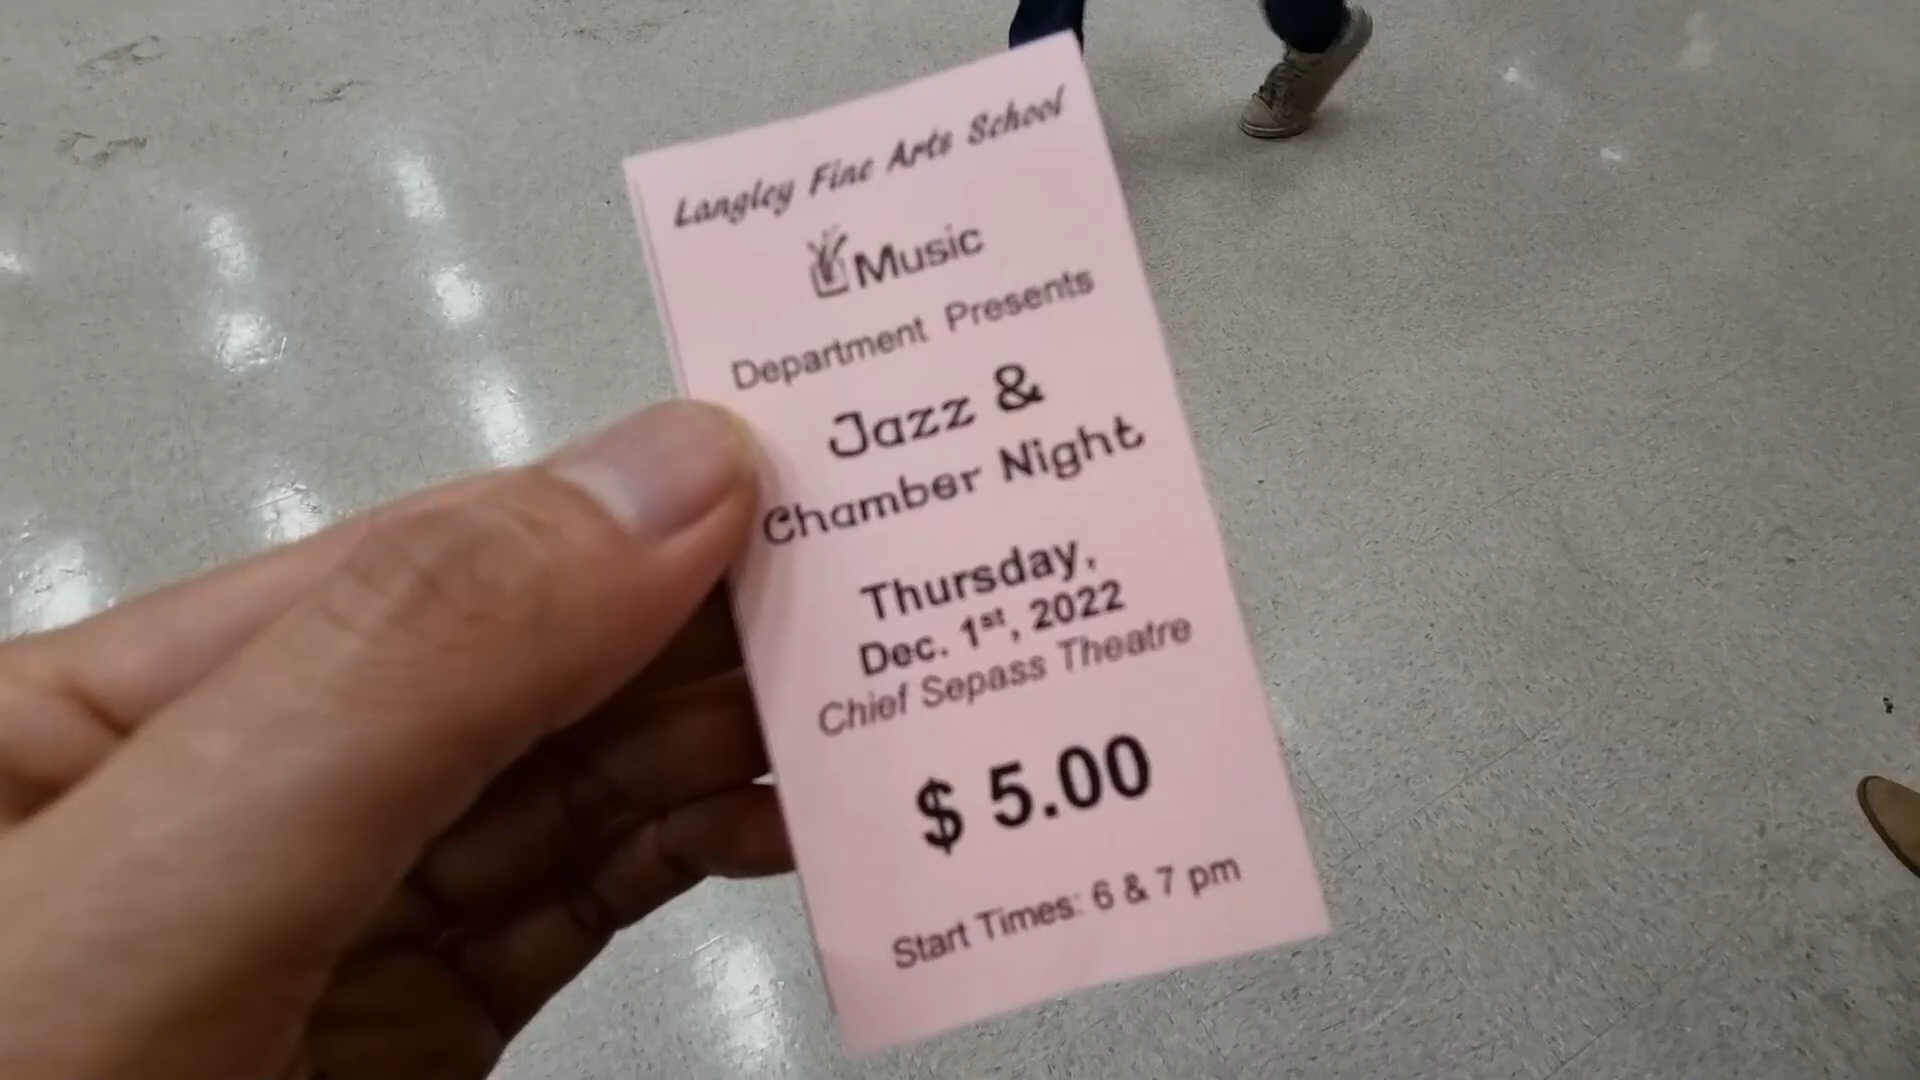 Langley Fine Arts School
Music
Department Presents
Jazz &
Chamber Night
Thursday,
Dec. 1st, 2022
Chief Sepass Theatre
$ 5.00
Start Times: 6 & 7 pm